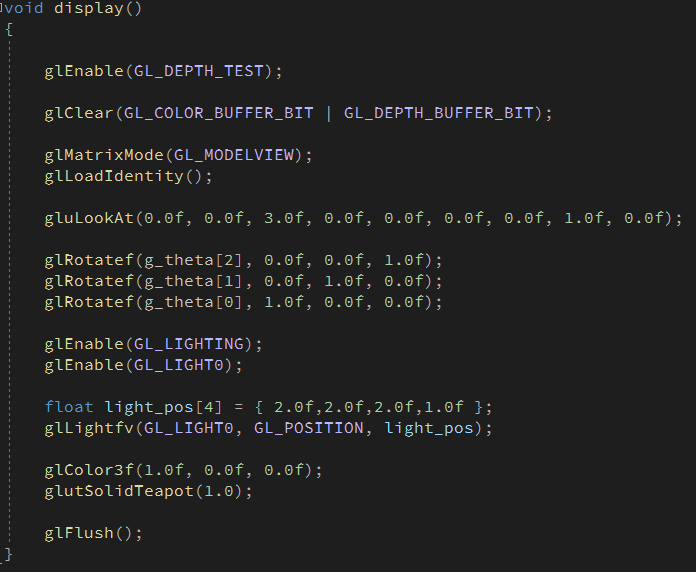 void display()
{
glEnable(GL_DEPTH_TEST);
glClear(GL_COLOR_BUFFER_BIT | GL_DEPTH_BUFFER_BIT);
glMatrixMode(GL_MODELVIEW);
glLoadIdentity();
gluLookAt(0.0f, 0.0f, 3.0f, 0.0f, 0.0f, 0.0f, 0.0f, 1.0f, 0.0f);
glRotatef(g_theta[2], 0.0f, 0.0f, 1.0f);
glRotatef(g_theta[1], 0.0f, 1.0f, 0.0f);
glRotatef(g_theta[0], 1.0f, 0.0f, 0.0f);
glEnable(GL_LIGHTING);
glEnable(GL_LIGHT0);
float light_pos[4] = { 2.0f,2.0f,2.0f,1.0f };
glLightfv(GL_LIGHT0, GL_POSITION, light_pos);
glColor3f(1.0f, 0.0f, 0.0f);
glutSolidTeapot(1.0);
glFlush();
}